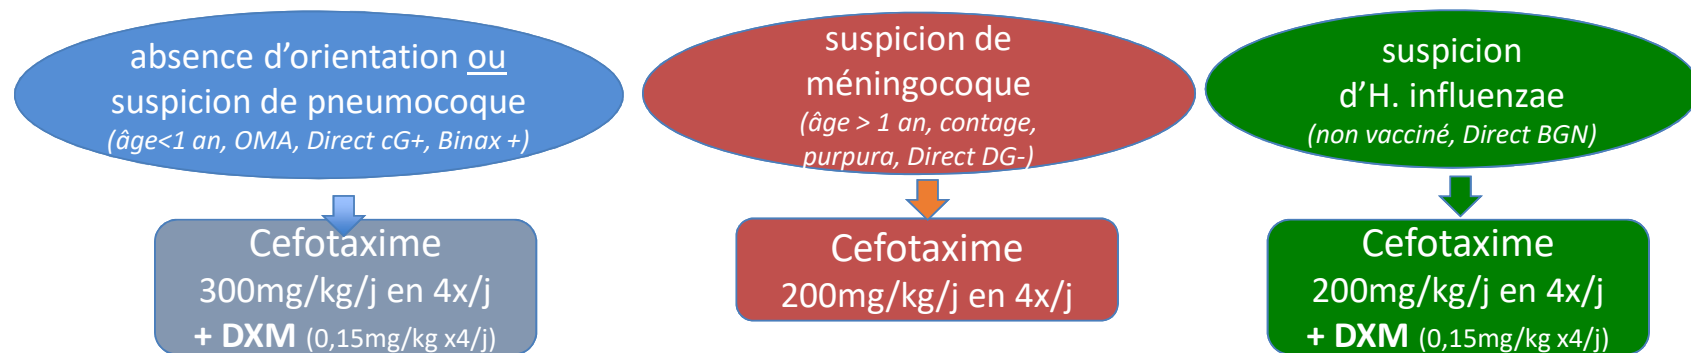 absence d’orientation ou
suspicion de pneumocoque
(âge<1 an, OMA, Direct cG+, Binax +)
Cefotaxime
300mg/kg/j en 4x/j
+ DXM (0,15mg/kg x4/j)
suspicion de
méningocoque
(âge > 1 an, contage,
purpura, Direct DG-)
Cefotaxime
200mg/kg/j en 4x/j
suspicion
d’H. influenzae
(non vacciné, Direct BGN)
Cefotaxime
200mg/kg/j en 4x/j
+ DXM (0,15mg/kg x4/j)